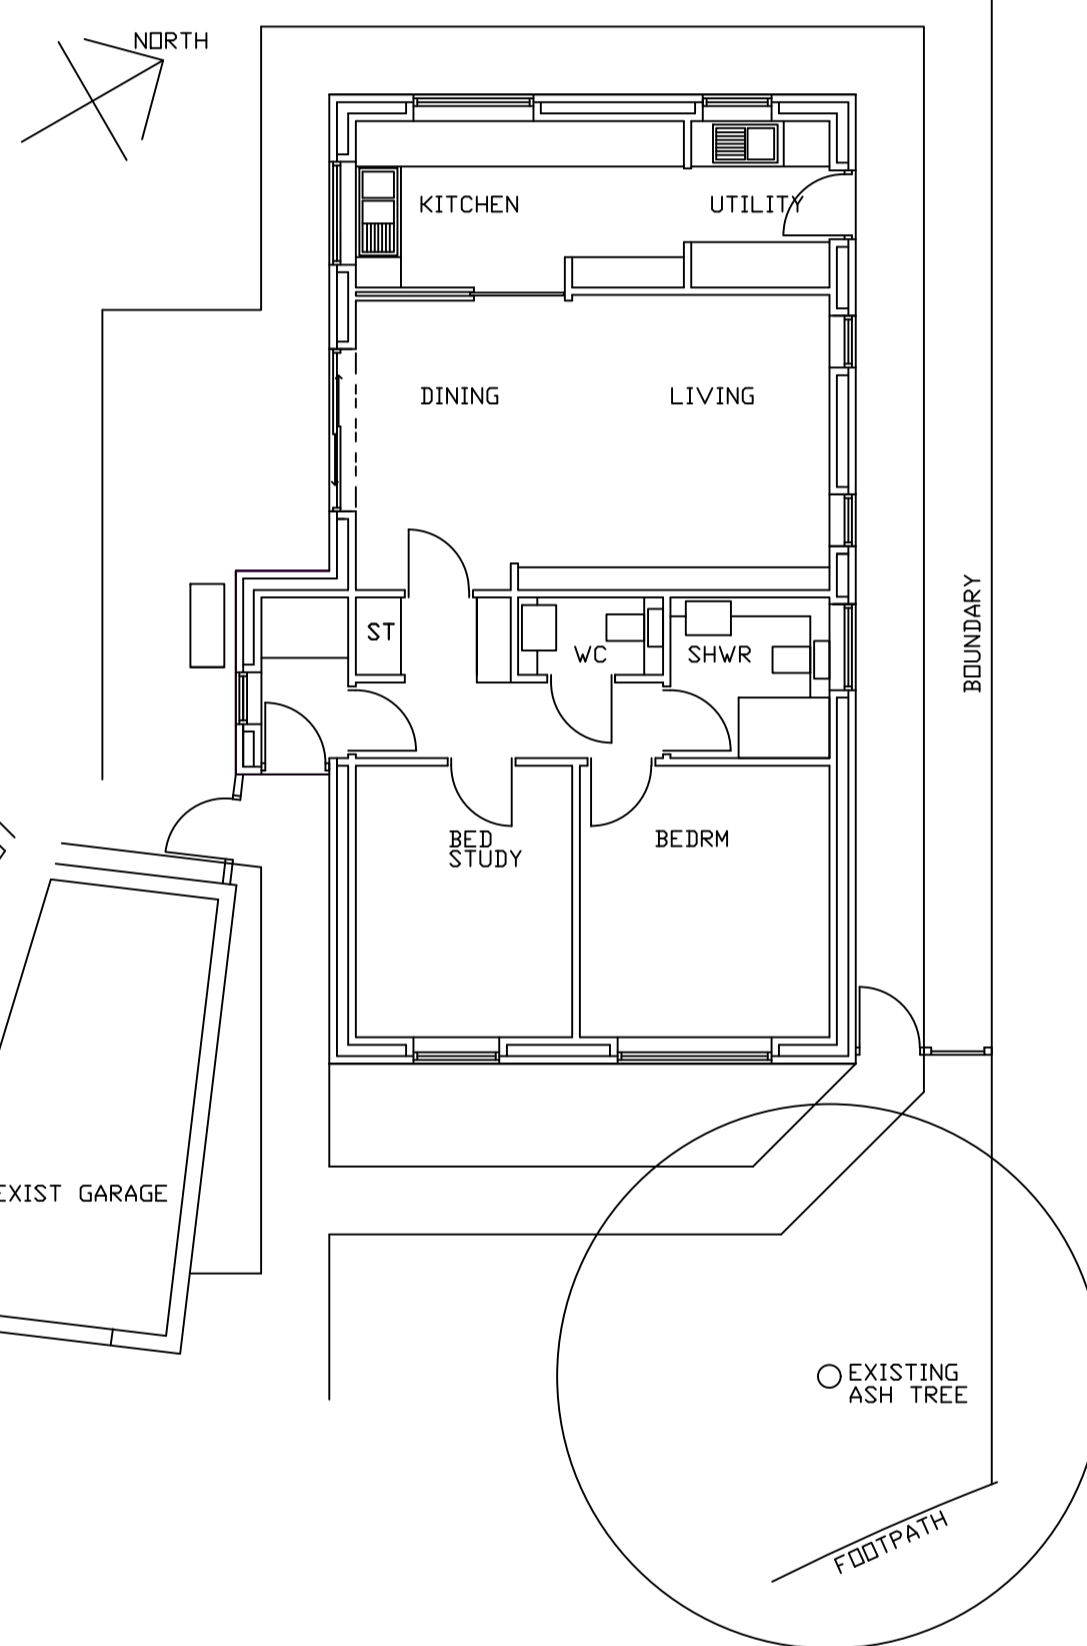 NORTH
KITCHEN
UTILITY
DINING
LIVING
ST
WC
SHWR
BOUNDARY
BED
STUDY
BEDRM
EXIST GARAGE
EXISTING
ASH TREE
FOOTPATH